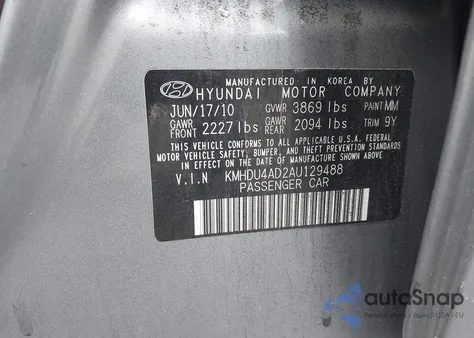 MANUFACTURED IN KOREA BY
HYUNDAI MOTOR COMPANY
JUN/17/10 GVWR 3869 lbs PAINT MM
GAWR FRONT 2227 lbs GAWR REAR 2094 lbs TRIM 9Y
THIS VEHICLE CONFORMS TO ALL APPLICABLE U.S.A. FEDERAL
MOTOR VEHICLE SAFETY, BUMPER, AND THEFT PREVENTION STANDARDS
IN EFFECT ON THE DATE OF MANUFACTURE SHOWN ABOVE.
V.I.N KMHDU4AD2AU129488
PASSENGER CAR
autoSnap